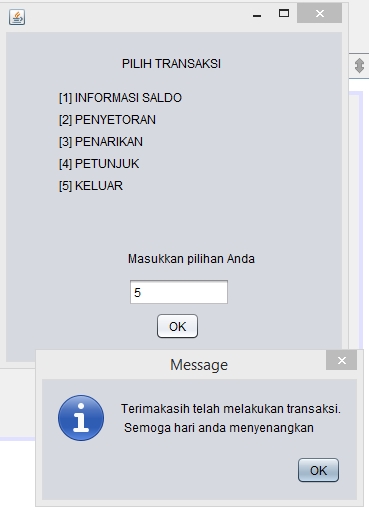 PILIH TRANSAKSI
[1] INFORMASI SALDO
[2] PENYETORAN
[3] PENARIKAN
[4] PETUNJUK
[5] KELUAR
Masukkan pilihan Anda
5
OK
Message
Terimakasih telah melakukan transaksi.
Semoga hari anda menyenangkan
OK